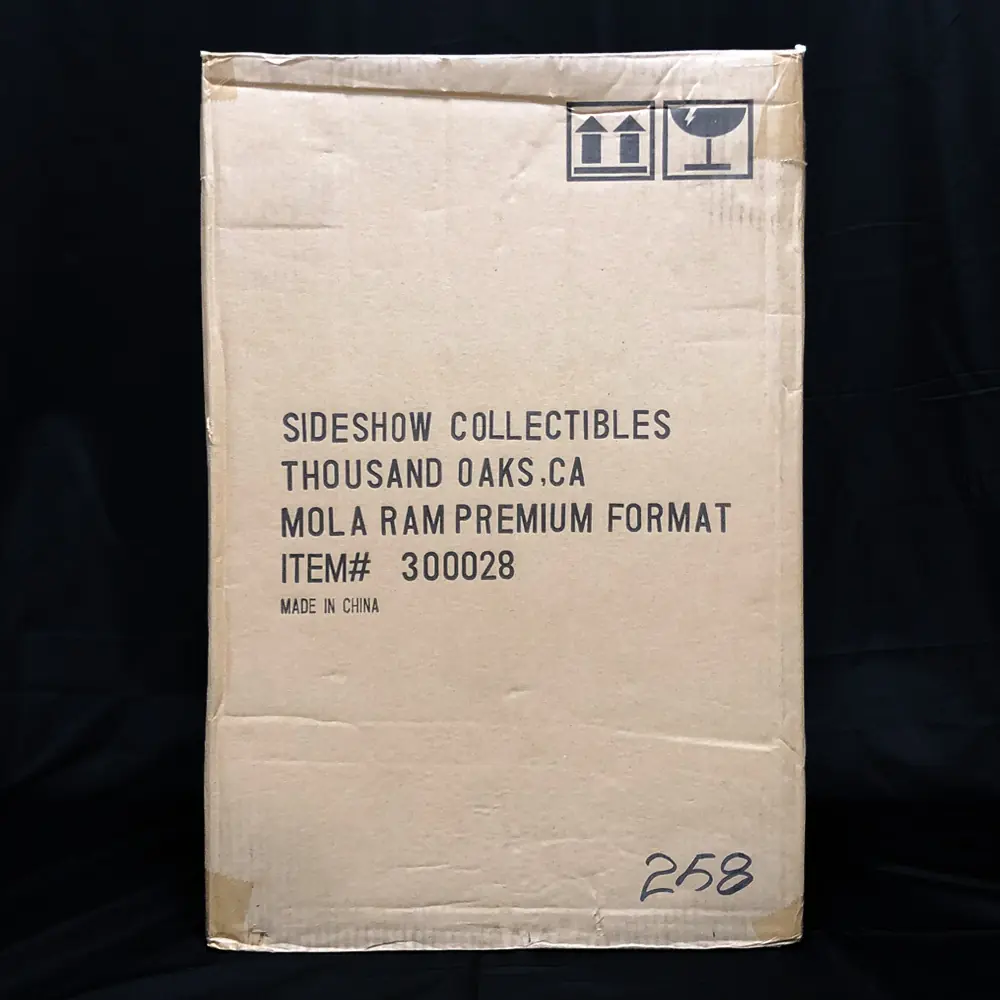 SIDESHOW COLLECTIBLES
THOUSAND OAKS,CA
MOLA RAM PREMIUM FORMAT
ITEM# 300028
MADE IN CHINA
258